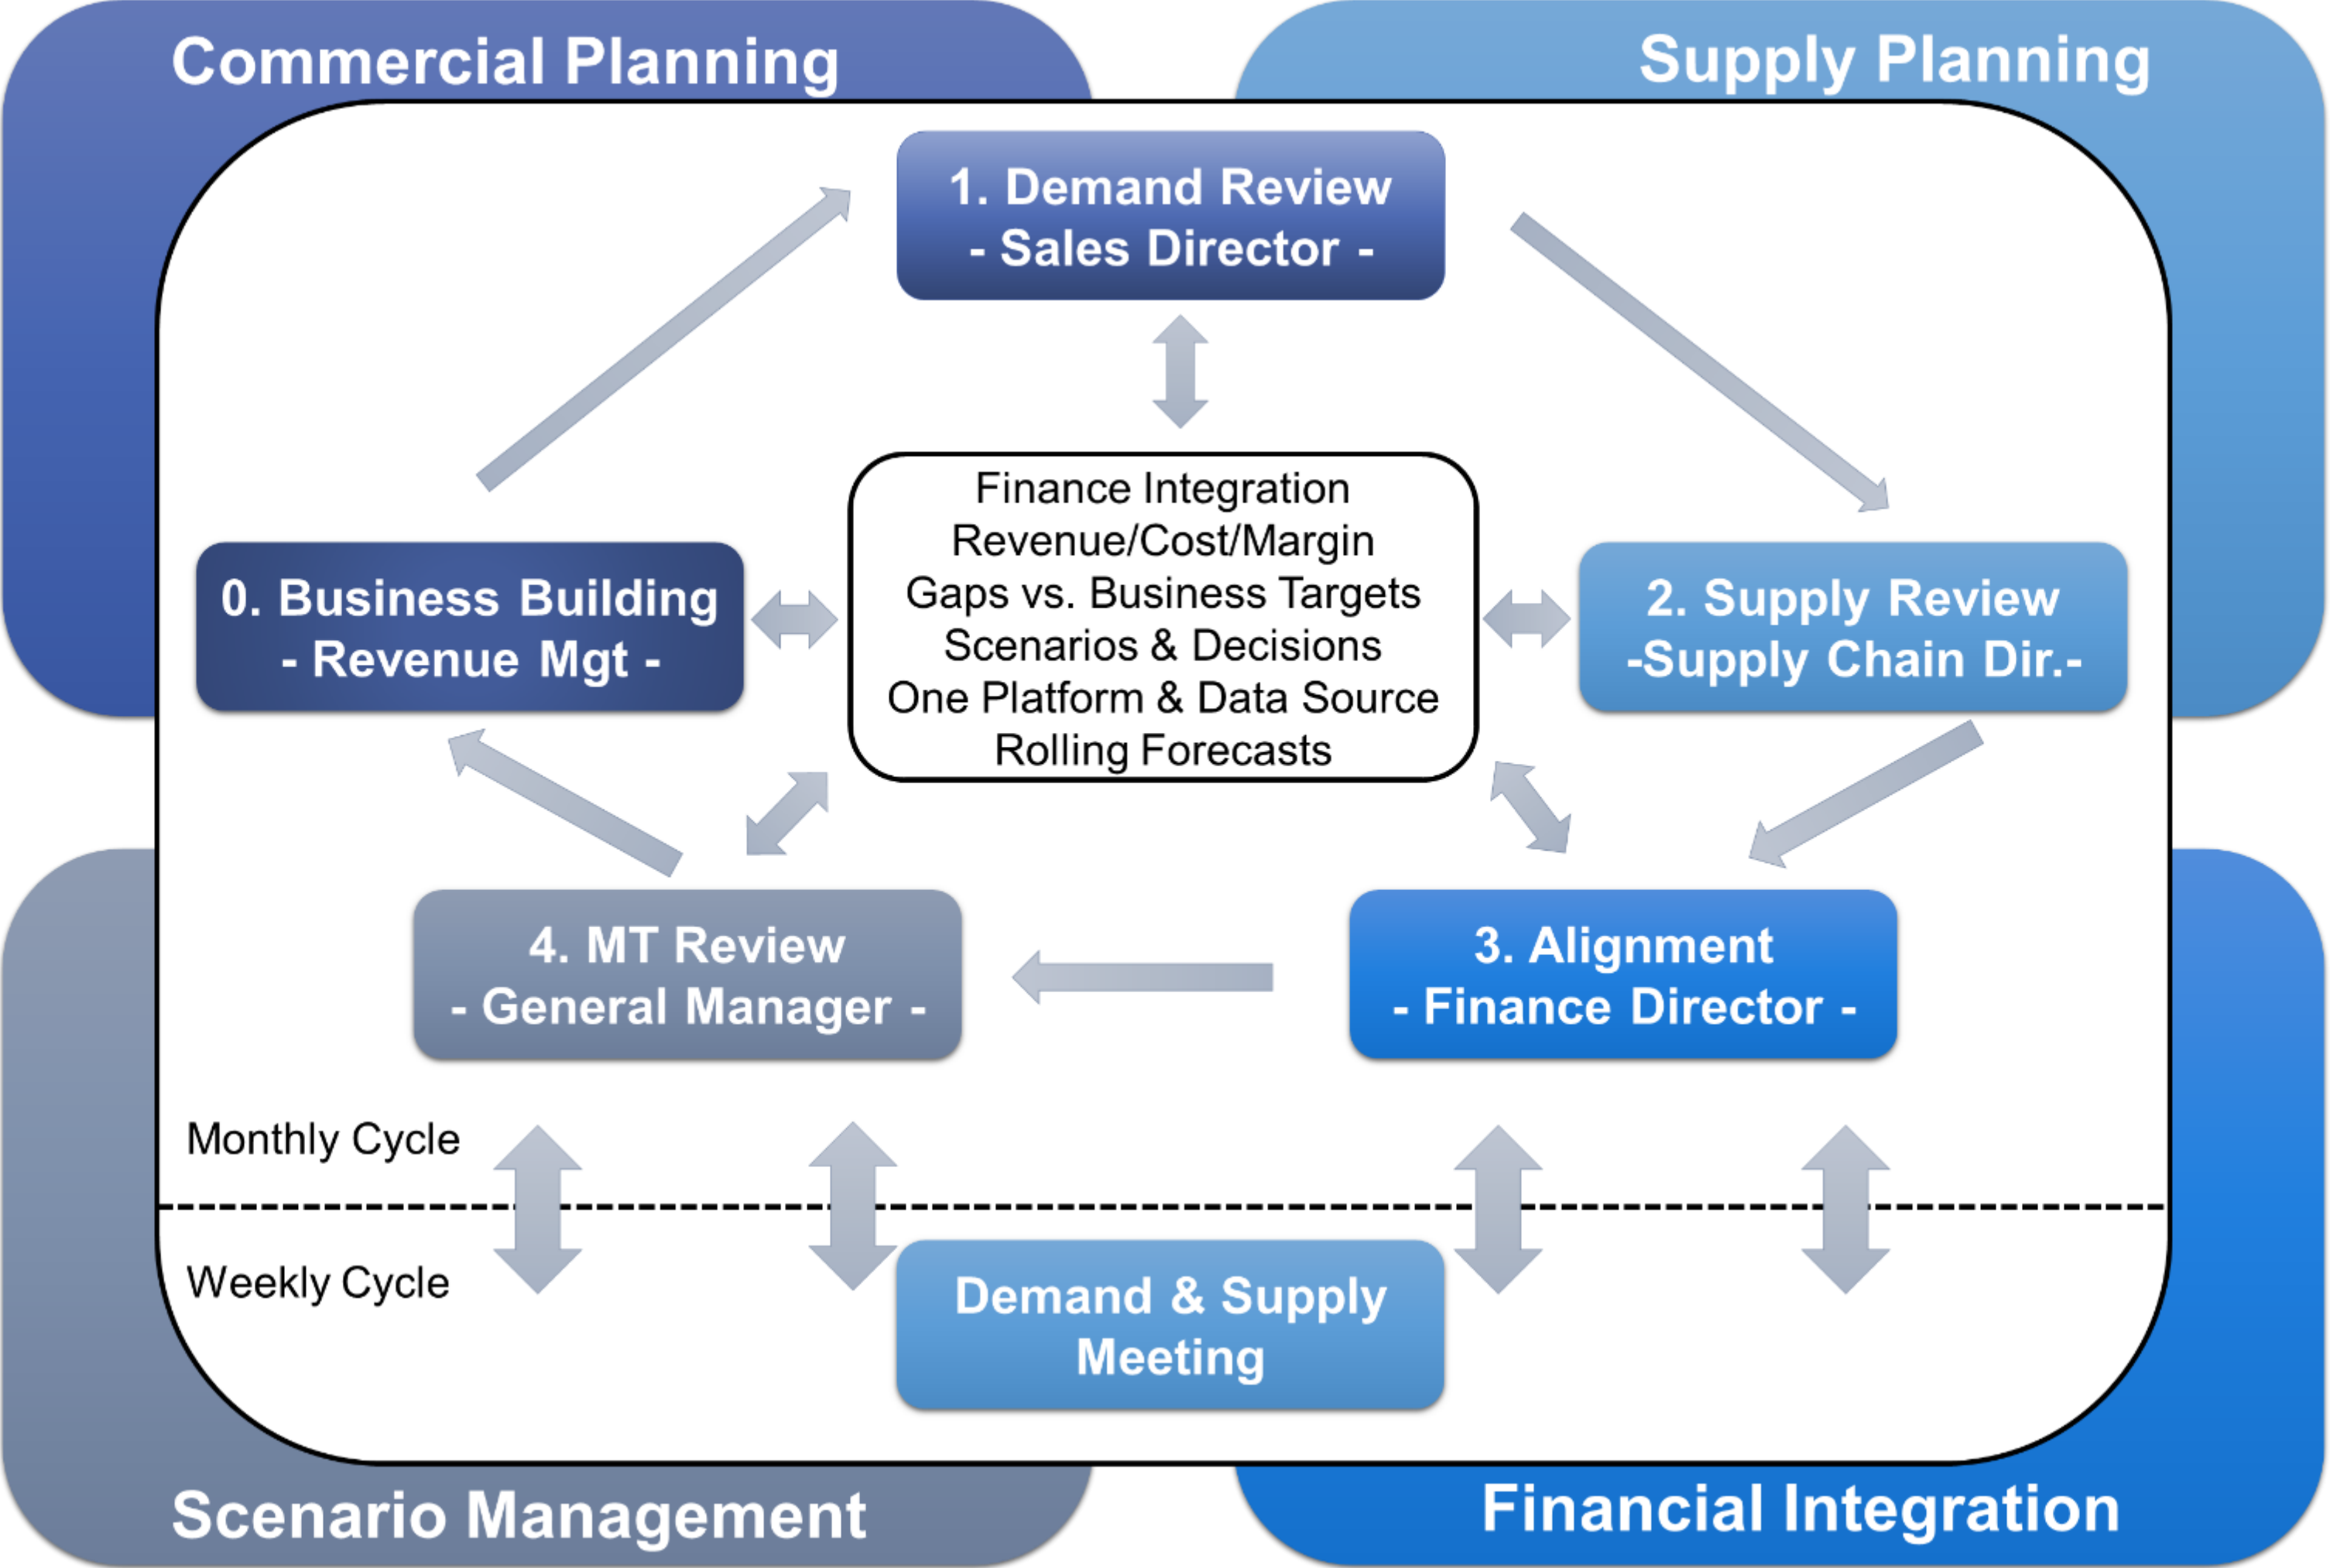 Commercial Planning
Supply Planning
1. Demand Review
- Sales Director -
Finance Integration
Revenue/Cost/Margin
Gaps vs. Business Targets
Scenarios & Decisions
One Platform & Data Source
Rolling Forecasts
0. Business Building
- Revenue Mgt -
2. Supply Review
-Supply Chain Dir.-
4. MT Review
- General Manager -
3. Alignment
- Finance Director -
Monthly Cycle
Weekly Cycle
Demand & Supply
Meeting
Scenario Management
Financial Integration